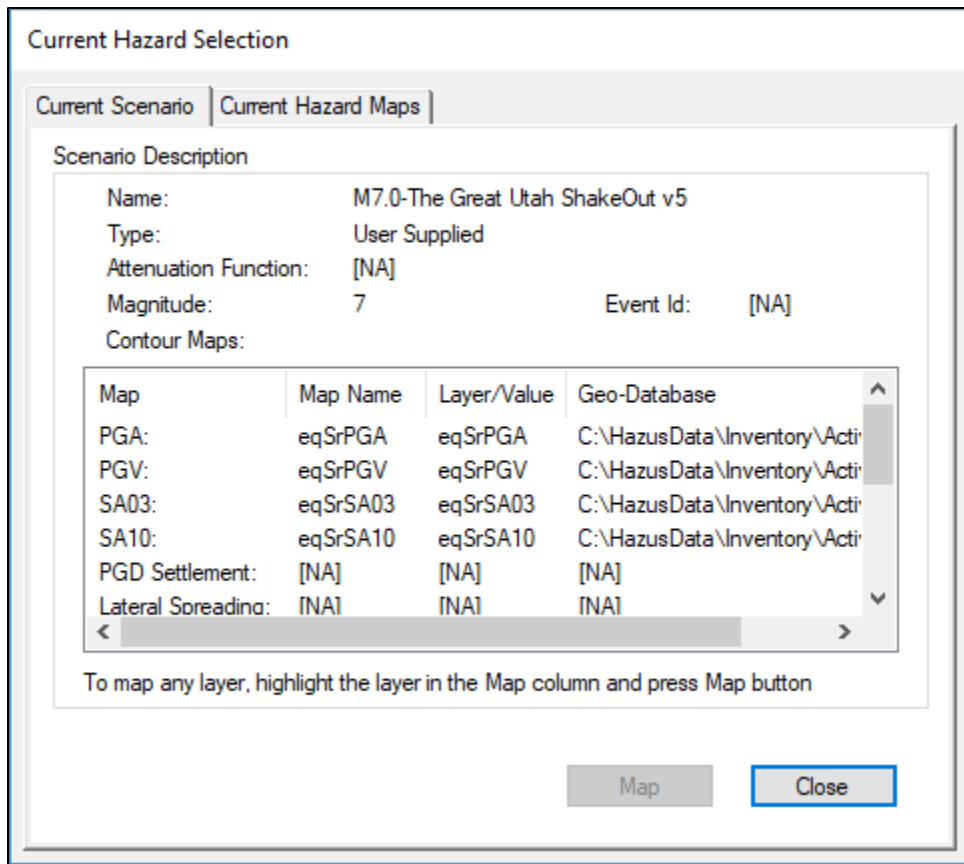 Current Hazard Selection
Current Scenario Current Hazard Maps
Scenario Description
Name: M7.0-The Great Utah ShakeOut v5
Type: User Supplied
Attenuation Function: [NA]
Magnitude: 7 Event Id: [NA]
Contour Maps:
Map Map Name Layer/Value Geo-Database
PGA: eqSrPGA eqSrPGA C:\HazusData\Inventory\Acti
PGV: eqSrPGV eqSrPGV C:\HazusData\Inventory\Acti
SA03: eqSrSA03 eqSrSA03 C:\HazusData\Inventory\Acti
SA10: eqSrSA10 eqSrSA10 C:\HazusData\Inventory\Acti
PGD Settlement: [NA] [NA] [NA]
Lateral Spreading: [NA] [NA] [NA]
To map any layer, highlight the layer in the Map column and press Map button
Map Close